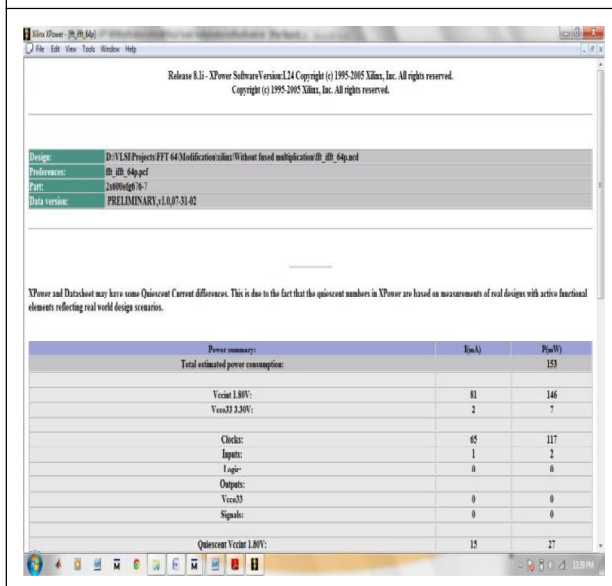 Xilinx XPower - [fft_ifft_64p]
File Edit View Tools Window Help
Release 8.1i - XPower SoftwareVersion:I.24 Copyright (c) 1995-2005 Xilinx, Inc. All rights reserved.
Copyright (c) 1995-2005 Xilinx, Inc. All rights reserved.
Design: D:\VLSI\Projects\FFT 64\Modification\xilinx\Without fused multiplication\fft_ifft_64p.ncd
Preferences: fft_ifft_64p.pcf
Part: 2s600efg676-7
Data version: PRELIMINARY,v1.0,07-31-02
XPower and Datasheet may have some Quiescent Current differences. This is due to the fact that the quiescent numbers in XPower are based on measurements of real designs with active functional
elements reflecting real world design scenarios.
Power summary: I(mA) P(mW)
Total estimated power consumption: 153
Vccint 1.80V: 81 146
Vcco33 3.30V: 2 7
Clocks: 65 117
Inputs: 1 2
Logic: 0 0
Outputs:
Vcco33 0 0
Signals: 0 0
Quiescent Vccint 1.80V: 15 27